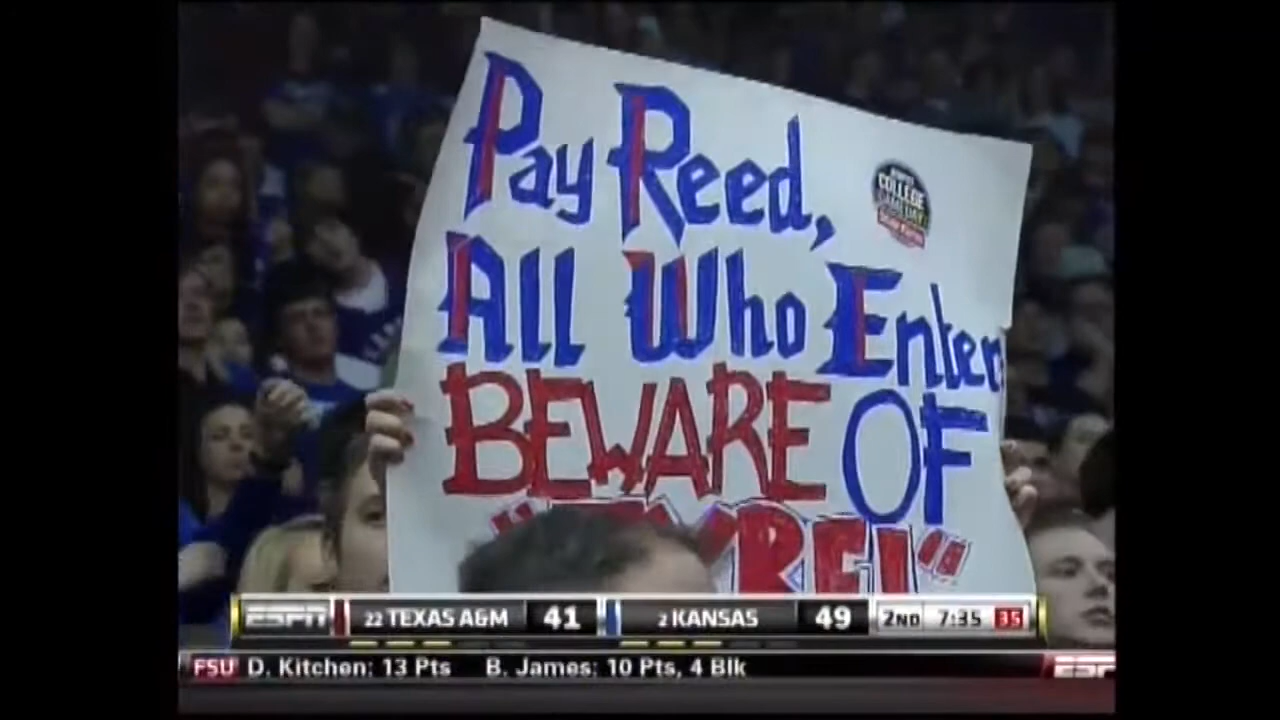 Pay Reed,
COLLEGE
All Who Enter
BEWARE OF
ESPN 22 TEXAS A&M 41 2 KANSAS 49 2ND 7:35 35
FSU D. Kitchen: 13 Pts B. James: 10 Pts, 4 Blk